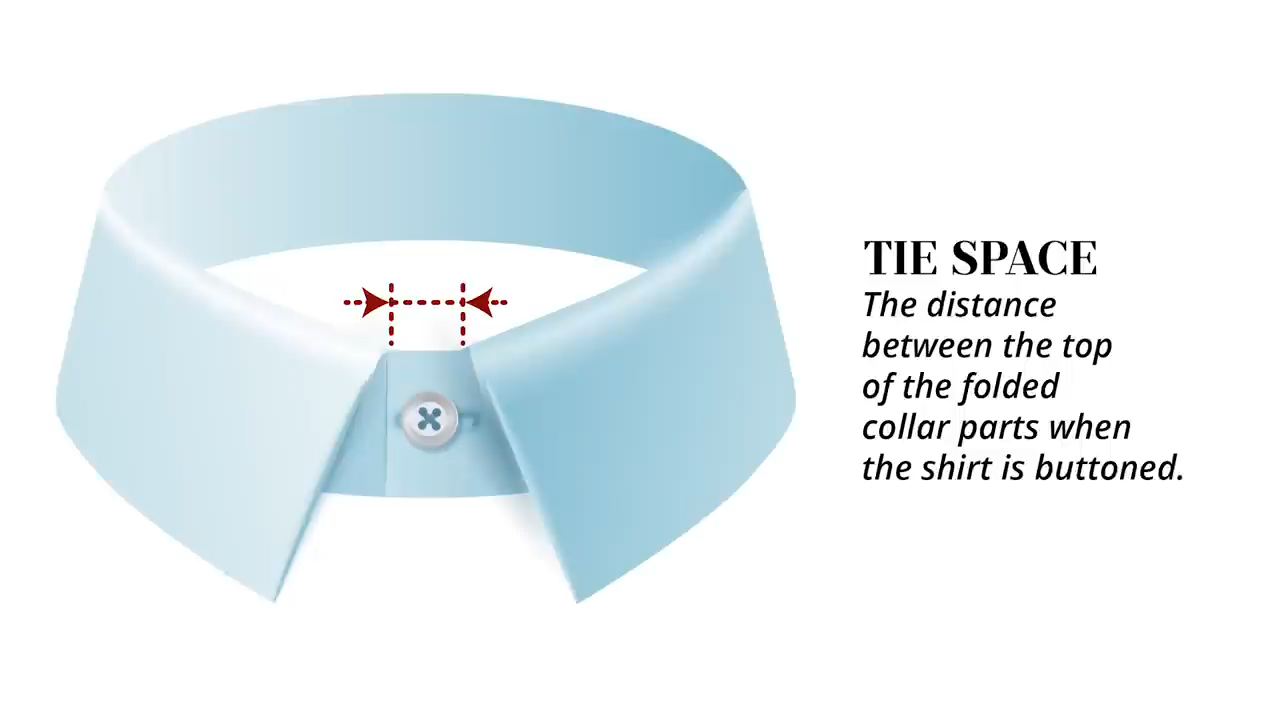 TIE SPACE
The distance
between the top
of the folded
collar parts when
the shirt is buttoned.